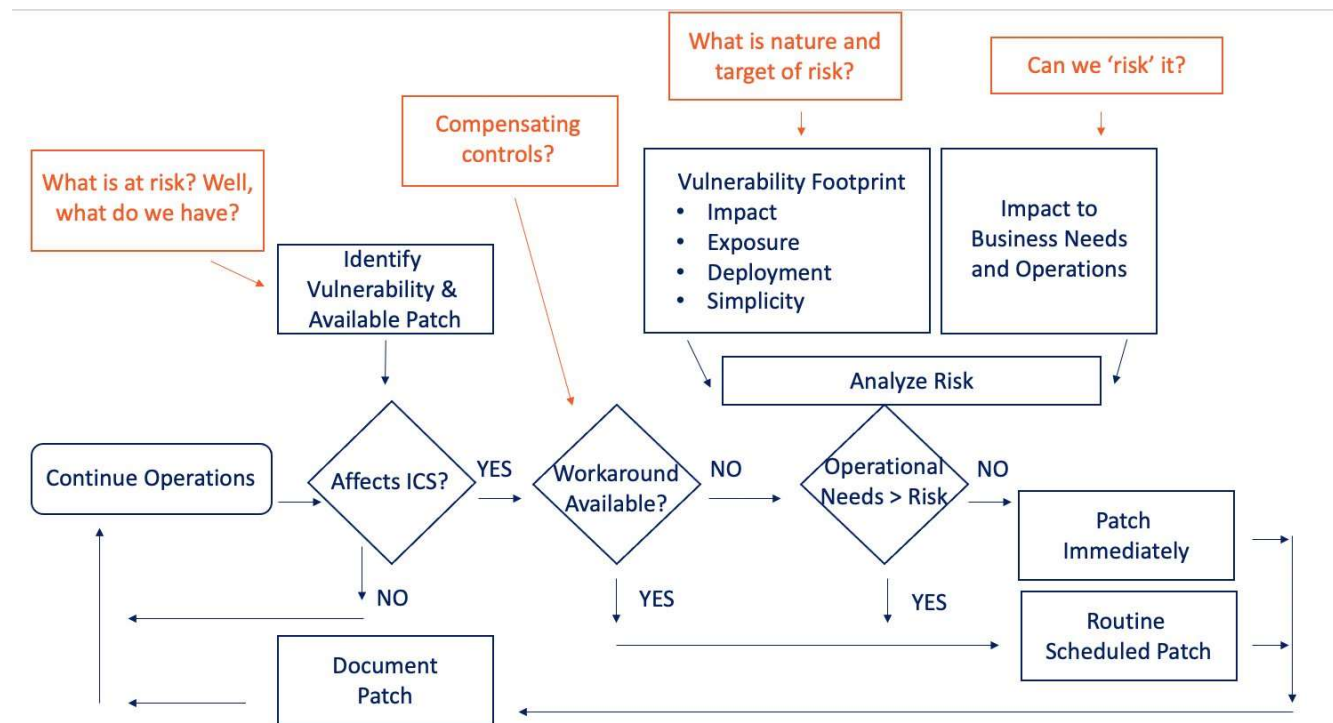 What is nature and
target of risk?
Can we ‘risk’ it?
Compensating
controls?
What is at risk? Well,
what do we have?
Vulnerability Footprint
• Impact
• Exposure
• Deployment
• Simplicity
Impact to
Business Needs
and Operations
Identify
Vulnerability &
Available Patch
Analyze Risk
Continue Operations
Affects ICS?
YES
Workaround
Available?
NO
Operational
Needs > Risk
NO
Patch
Immediately
NO
YES
YES
Routine
Scheduled Patch
Document
Patch